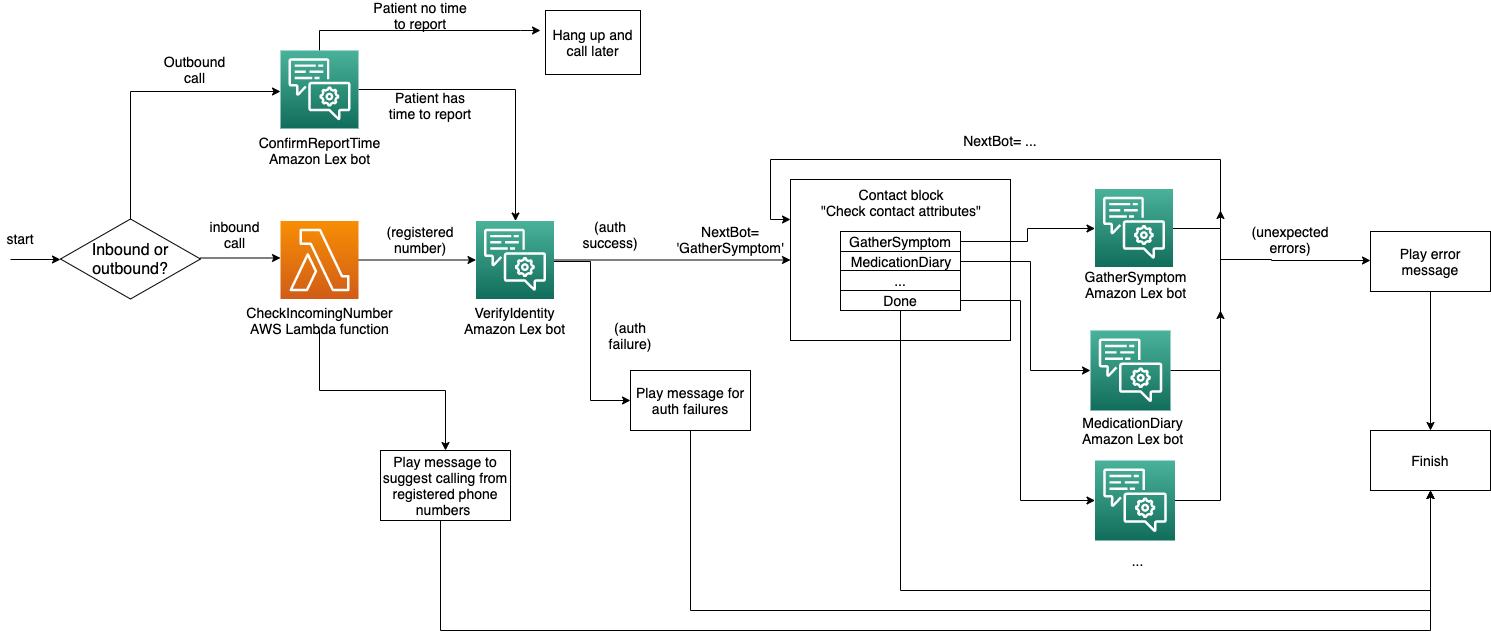 Patient no time
to report
Hang up and
call later
Outbound
call
Patient has
time to report
ConfirmReportTime
Amazon Lex bot
NextBot= ...
start
Inbound or
outbound?
inbound
call
CheckIncomingNumber
AWS Lambda function
(registered
number)
VerifyIdentity
Amazon Lex bot
(auth
success)
NextBot=
'GatherSymptom'
(auth
failure)
Contact block
"Check contact attributes"
GatherSymptom
MedicationDiary
...
Done
GatherSymptom
Amazon Lex bot
(unexpected
errors)
Play error
message
MedicationDiary
Amazon Lex bot
...
Play message for
auth failures
Play message to
suggest calling from
registered phone
numbers
Finish